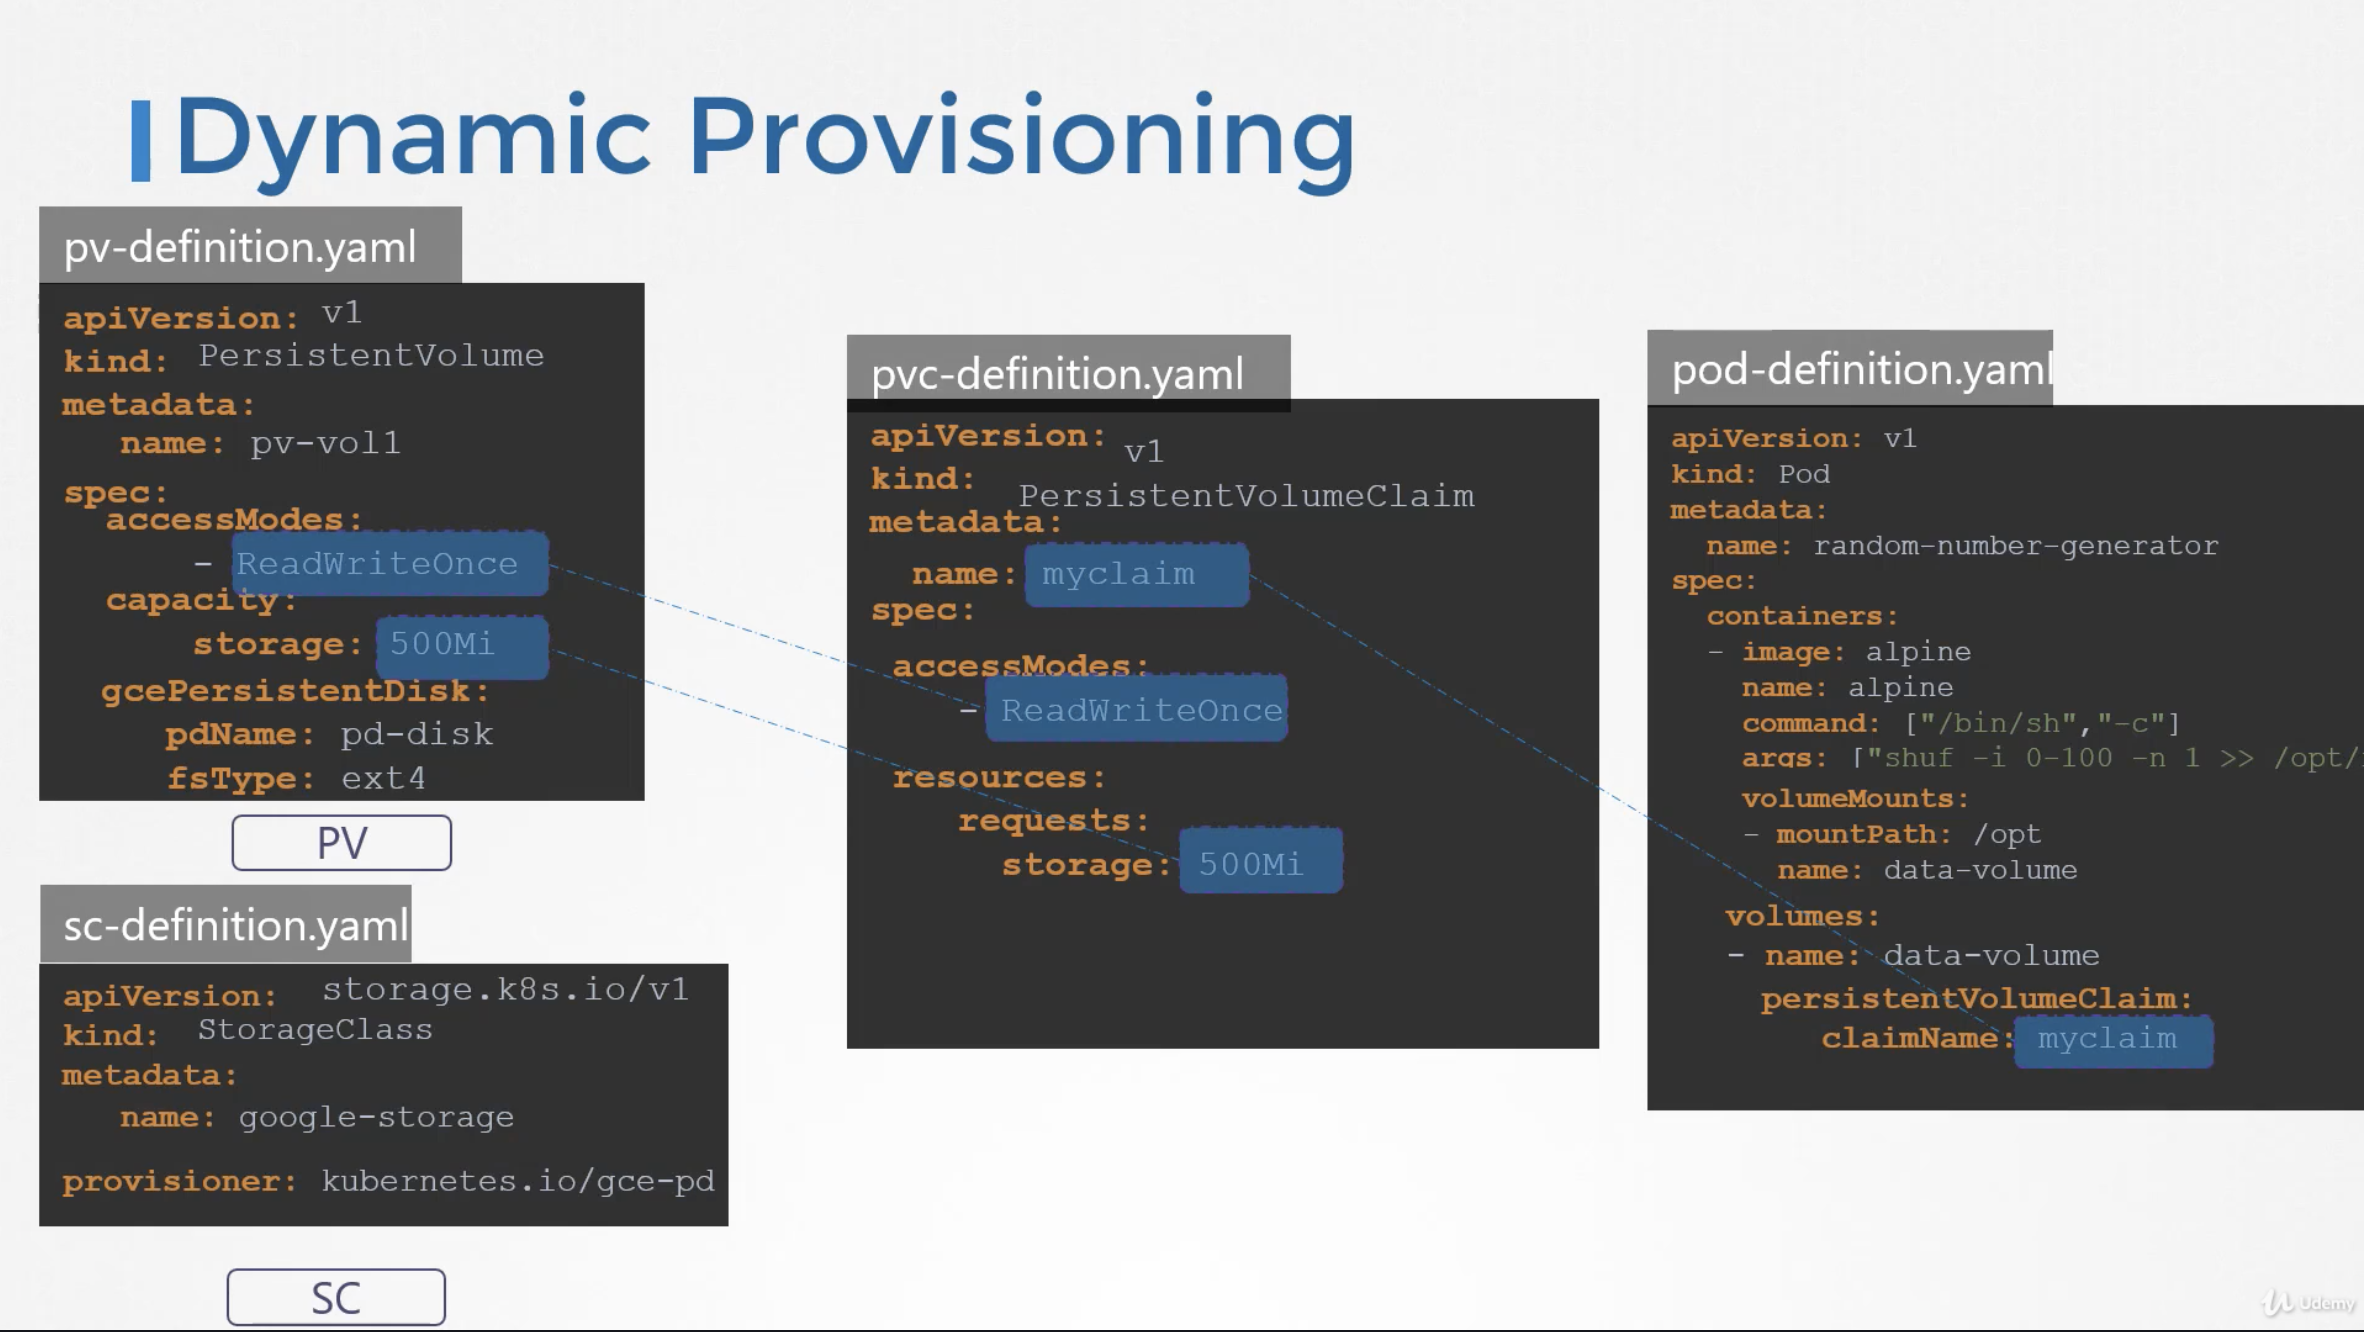 Dynamic Provisioning
pv-definition.yaml
apiVersion: v1
kind: PersistentVolume
metadata:
name: pv-vol1
spec:
accessModes:
- ReadWriteOnce
capacity:
storage: 500Mi
gcePersistentDisk:
pdName: pd-disk
fsType: ext4
PV
sc-definition.yaml
apiVersion: storage.k8s.io/v1
kind: StorageClass
metadata:
name: google-storage
provisioner: kubernetes.io/gce-pd
SC
pvc-definition.yaml
apiVersion: v1
kind: PersistentVolumeClaim
metadata:
name: myclaim
spec:
accessModes:
- ReadWriteOnce
resources:
requests:
storage: 500Mi
pod-definition.yaml
apiVersion: v1
kind: Pod
metadata:
name: random-number-generator
spec:
containers:
- image: alpine
name: alpine
command: ["/bin/sh","-c"]
args: ["shuf -i 0-100 -n 1 >> /opt/
volumeMounts:
- mountPath: /opt
name: data-volume
volumes:
- name: data-volume
persistentVolumeClaim:
claimName: myclaim
Udemy